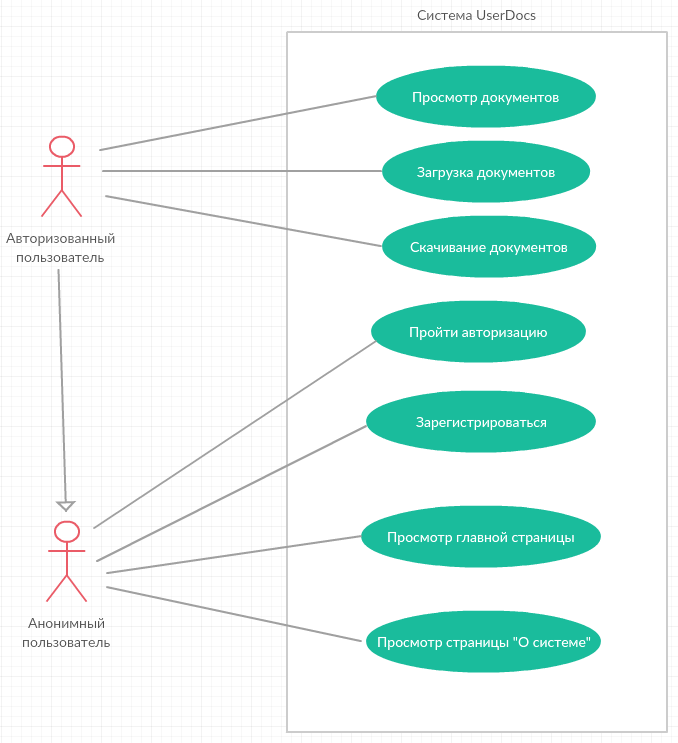 Система UserDocs
Просмотр документов
Загрузка документов
Авторизованный
пользователь
Скачивание документов
Пройти авторизацию
Зарегистрироваться
Просмотр главной страницы
Анонимный
пользователь
Просмотр страницы "О системе"